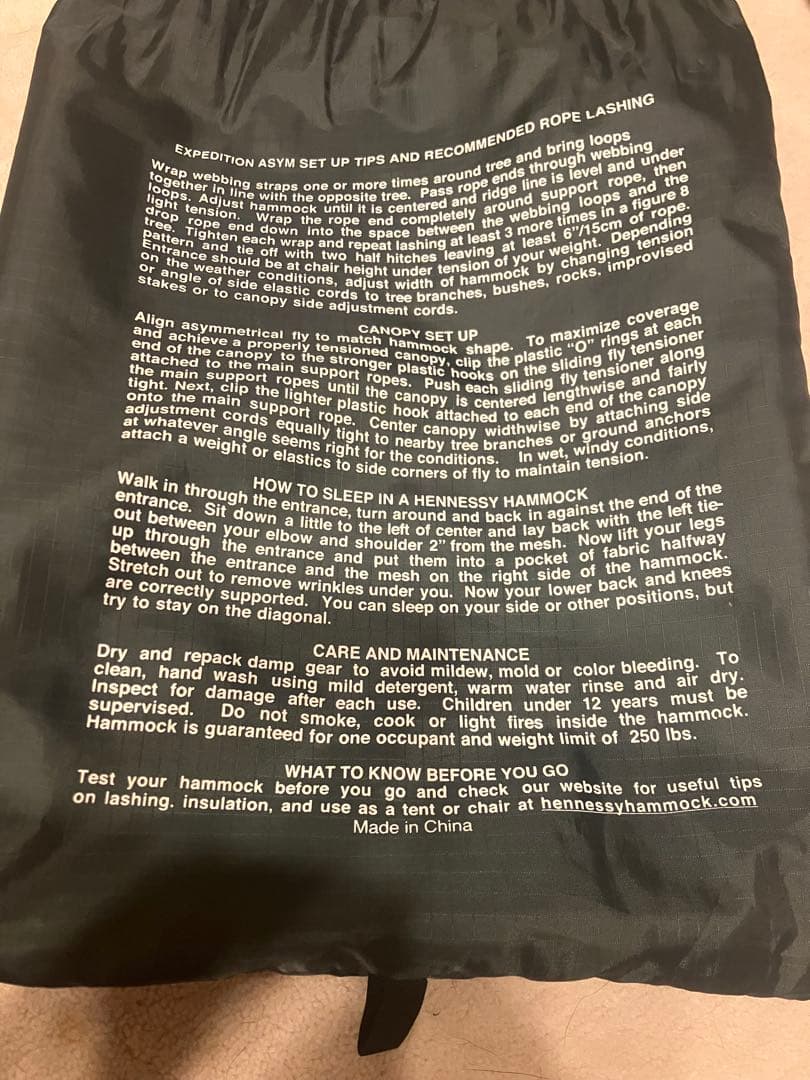 EXPEDITION ASYM SET UP TIPS AND RECOMMENDED ROPE LASHING
Wrap webbing straps one or more times around tree and bring loops
together in line with the opposite tree. Pass rope ends through webbing
loops. Adjust hammock until it is centered and ridge line is level and under
light tension. Wrap the rope end completely around support rope, then
drop rope end down into the space between the webbing loops and the
tree. Tighten each wrap and repeat lashing at least 3 more times in a figure 8
pattern and tie off with two half hitches leaving at least 6"/15cm of rope.
Entrance should be at chair height under tension of your weight. Depending
on the weather conditions, adjust width of hammock by changing tension
or angle of side elastic cords to tree branches, bushes, rocks, improvised
stakes or to canopy side adjustment cords.
CANOPY SET UP
Align asymmetrical fly to match hammock shape. To maximize coverage
and achieve a properly tensioned canopy, clip the plastic "O" rings at each
end of the canopy to the stronger plastic hooks on the sliding fly tensioner
attached to the main support ropes. Push each sliding fly tensioner along
the main support ropes until the canopy is centered lengthwise and fairly
tight. Next, clip the lighter plastic hook attached to each end of the canopy
onto the main support rope. Center canopy widthwise by attaching side
adjustment cords equally tight to nearby tree branches or ground anchors
at whatever angle seems right for the conditions. In wet, windy conditions,
attach a weight or elastics to side corners of fly to maintain tension.
HOW TO SLEEP IN A HENNESSY HAMMOCK
Walk in through the entrance, turn around and back in against the end of the
entrance. Sit down a little to the left of center and lay back with the left tie-
out between your elbow and shoulder 2" from the mesh. Now lift your legs
up through the entrance and put them into a pocket of fabric halfway
between the entrance and the mesh on the right side of the hammock.
Stretch out to remove wrinkles under you. Now your lower back and knees
are correctly supported. You can sleep on your side or other positions, but
try to stay on the diagonal.
CARE AND MAINTENANCE
Dry and repack damp gear to avoid mildew, mold or color bleeding. To
clean, hand wash using mild detergent, warm water rinse and air dry.
Inspect for damage after each use. Children under 12 years must be
supervised. Do not smoke, cook or light fires inside the hammock.
Hammock is guaranteed for one occupant and weight limit of 250 lbs.
WHAT TO KNOW BEFORE YOU GO
Test your hammock before you go and check our website for useful tips
on lashing. insulation, and use as a tent or chair at hennessyhammock.com
Made in China